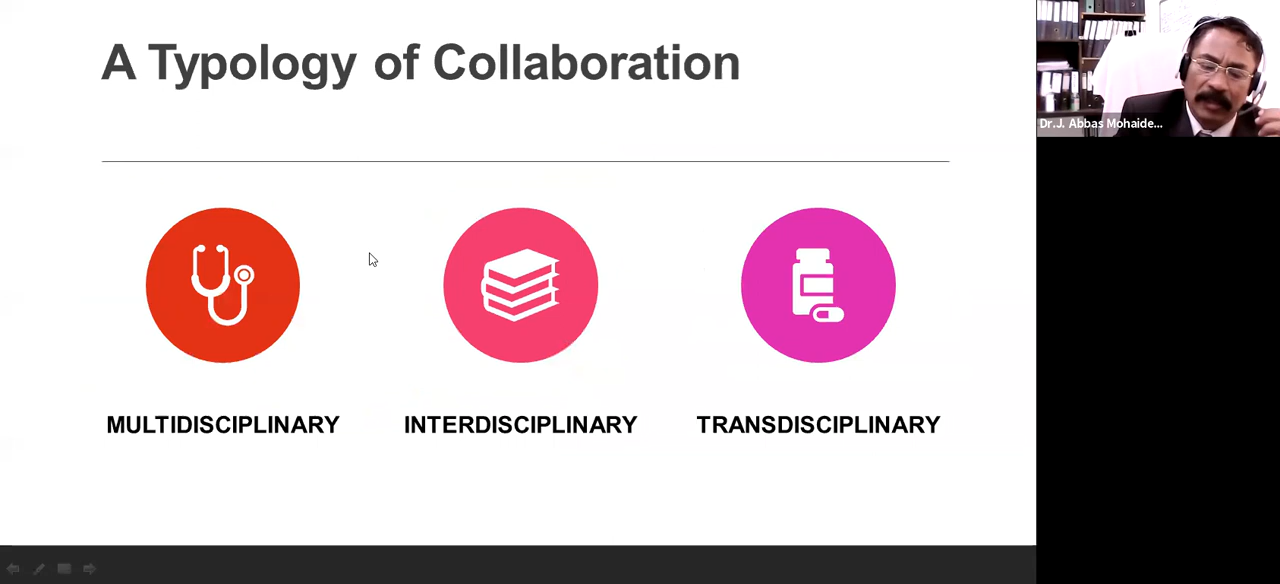 A Typology of Collaboration
Dr.J. Abbas Mohaide...
MULTIDISCIPLINARY
INTERDISCIPLINARY
TRANSDISCIPLINARY